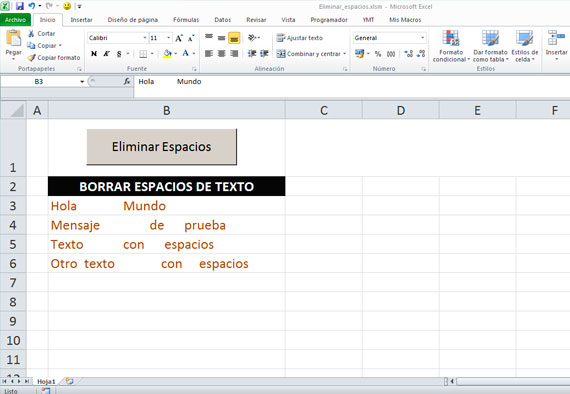 Eliminar_espacios.xlsm - Microsoft Excel
Archivo Inicio Insertar Diseño de página Fórmulas Datos Revisar Vista Programador YMT Mis Macros
Pegar
Cortar
Copiar
Copiar formato
Portapapeles
Calibri 11
N K S
Fuente
Ajustar texto
Combinar y centrar
Alineación
General
Número
Formato condicional
Dar formato como tabla
Estilos de celda
Estilos
Insertar
B3 fx Hola Mundo
A B C D E F
1 Eliminar Espacios
2 BORRAR ESPACIOS DE TEXTO
3 Hola Mundo
4 Mensaje de prueba
5 Texto con espacios
6 Otro texto con espacios
7
8
9
10
11
Hoja1
Listo